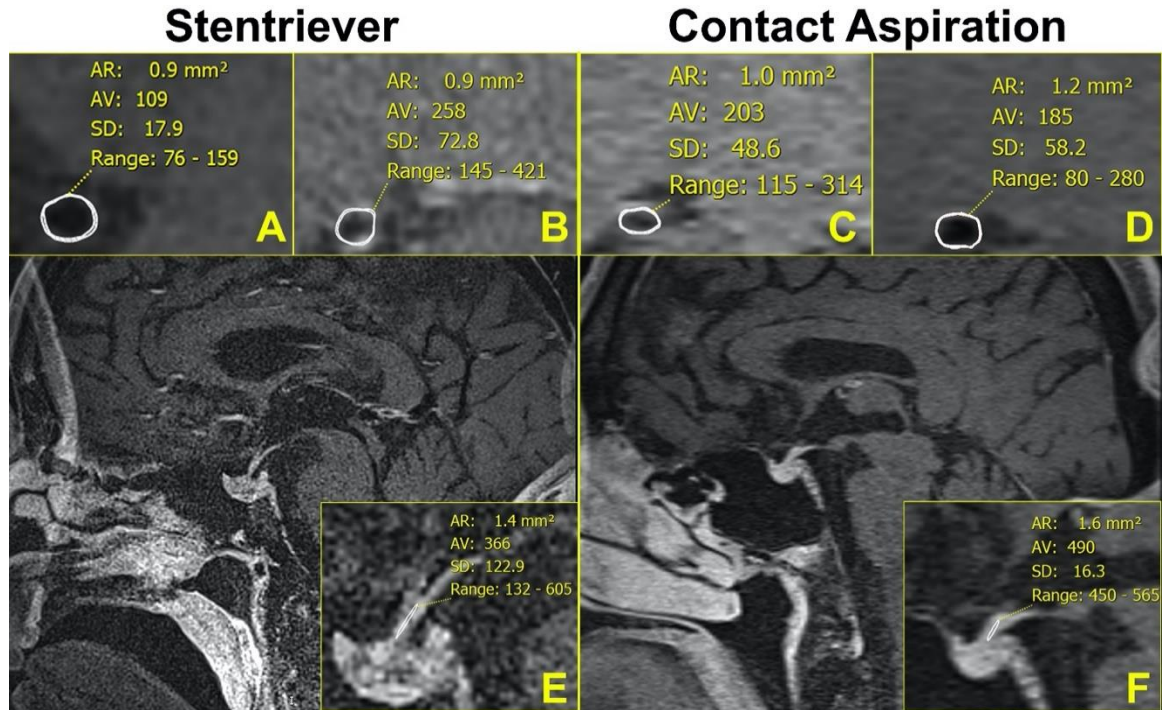 Stentriever
Contact Aspiration
AR: 0.9 mm²
AV: 109
SD: 17.9
Range: 76 - 159
A
AR: 0.9 mm²
AV: 258
SD: 72.8
Range: 145 - 421
B
AR: 1.0 mm²
AV: 203
SD: 48.6
Range: 115 - 314
C
AR: 1.2 mm²
AV: 185
SD: 58.2
Range: 80 - 280
D
AR: 1.4 mm²
AV: 366
SD: 122.9
Range: 132 - 605
E
AR: 1.6 mm²
AV: 490
SD: 16.3
Range: 450 - 565
F